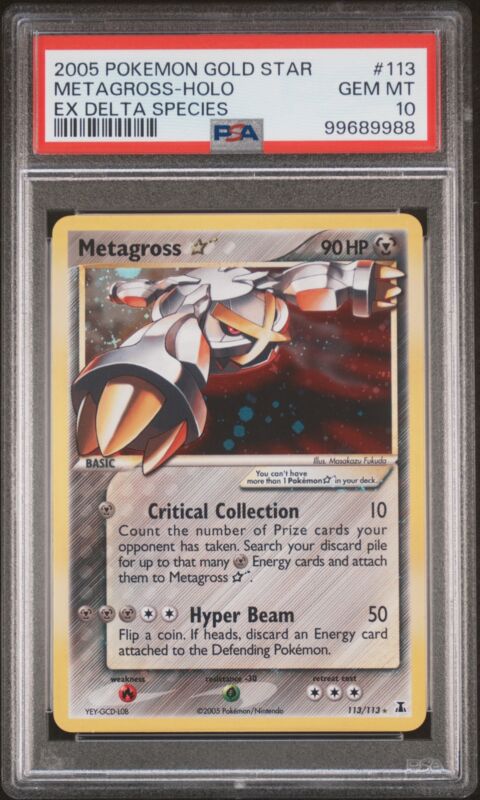 2005 POKEMON GOLD STAR #113
METAGROSS-HOLO GEM MT
EX DELTA SPECIES 10
PSA 99689988
Metagross ☆ 90 HP
BASIC
Illus. Masakazu Fukuda
You can't have
more than 1 Pokémon☆ in your deck.
Critical Collection 10
Count the number of Prize cards your
opponent has taken. Search your discard pile
for up to that many Energy cards and attach
them to Metagross ☆.
Hyper Beam 50
Flip a coin. If heads, discard an Energy card
attached to the Defending Pokémon.
weakness resistance -30 retreat cost
YEY-GCD-L0B ©2005 Pokémon/Nintendo 113/113 ★